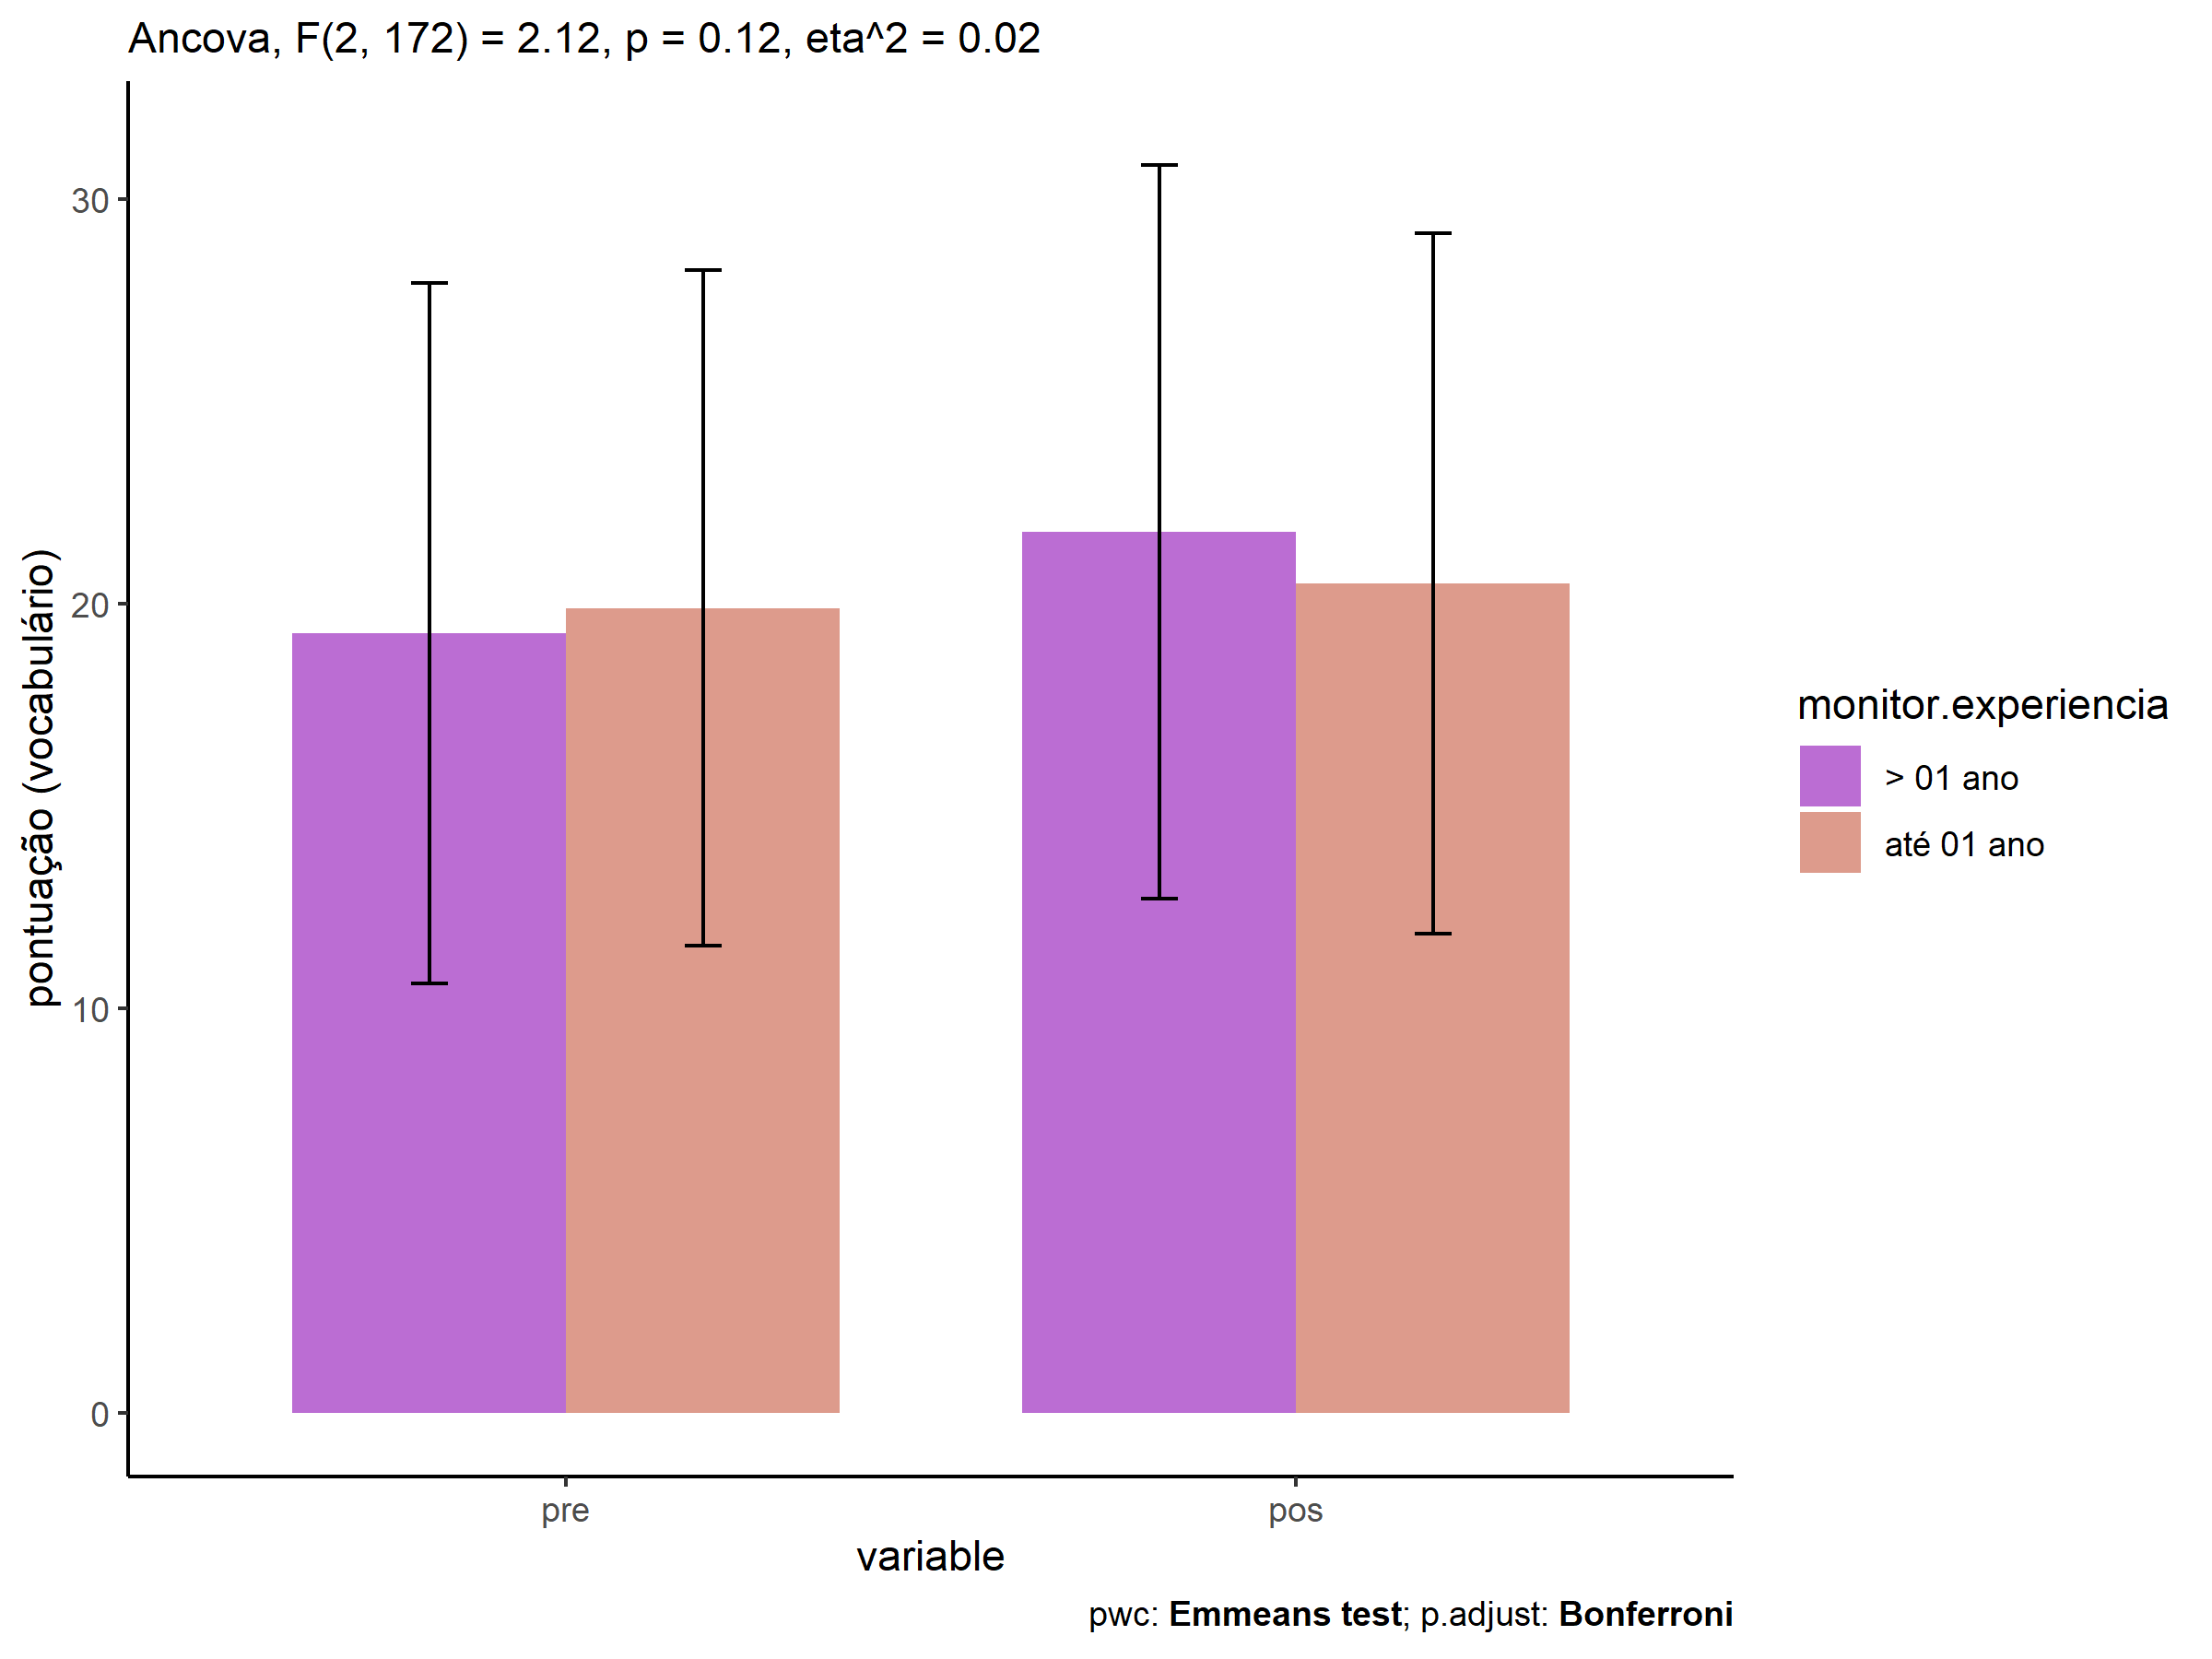 Ancova, F(2, 172) = 2.12, p = 0.12, eta^2 = 0.02
pontuação (vocabulário)
30
20
10
0
pre
pos
variable
monitor.experiencia
> 01 ano
até 01 ano
pwc: Emmeans test; p.adjust: Bonferroni